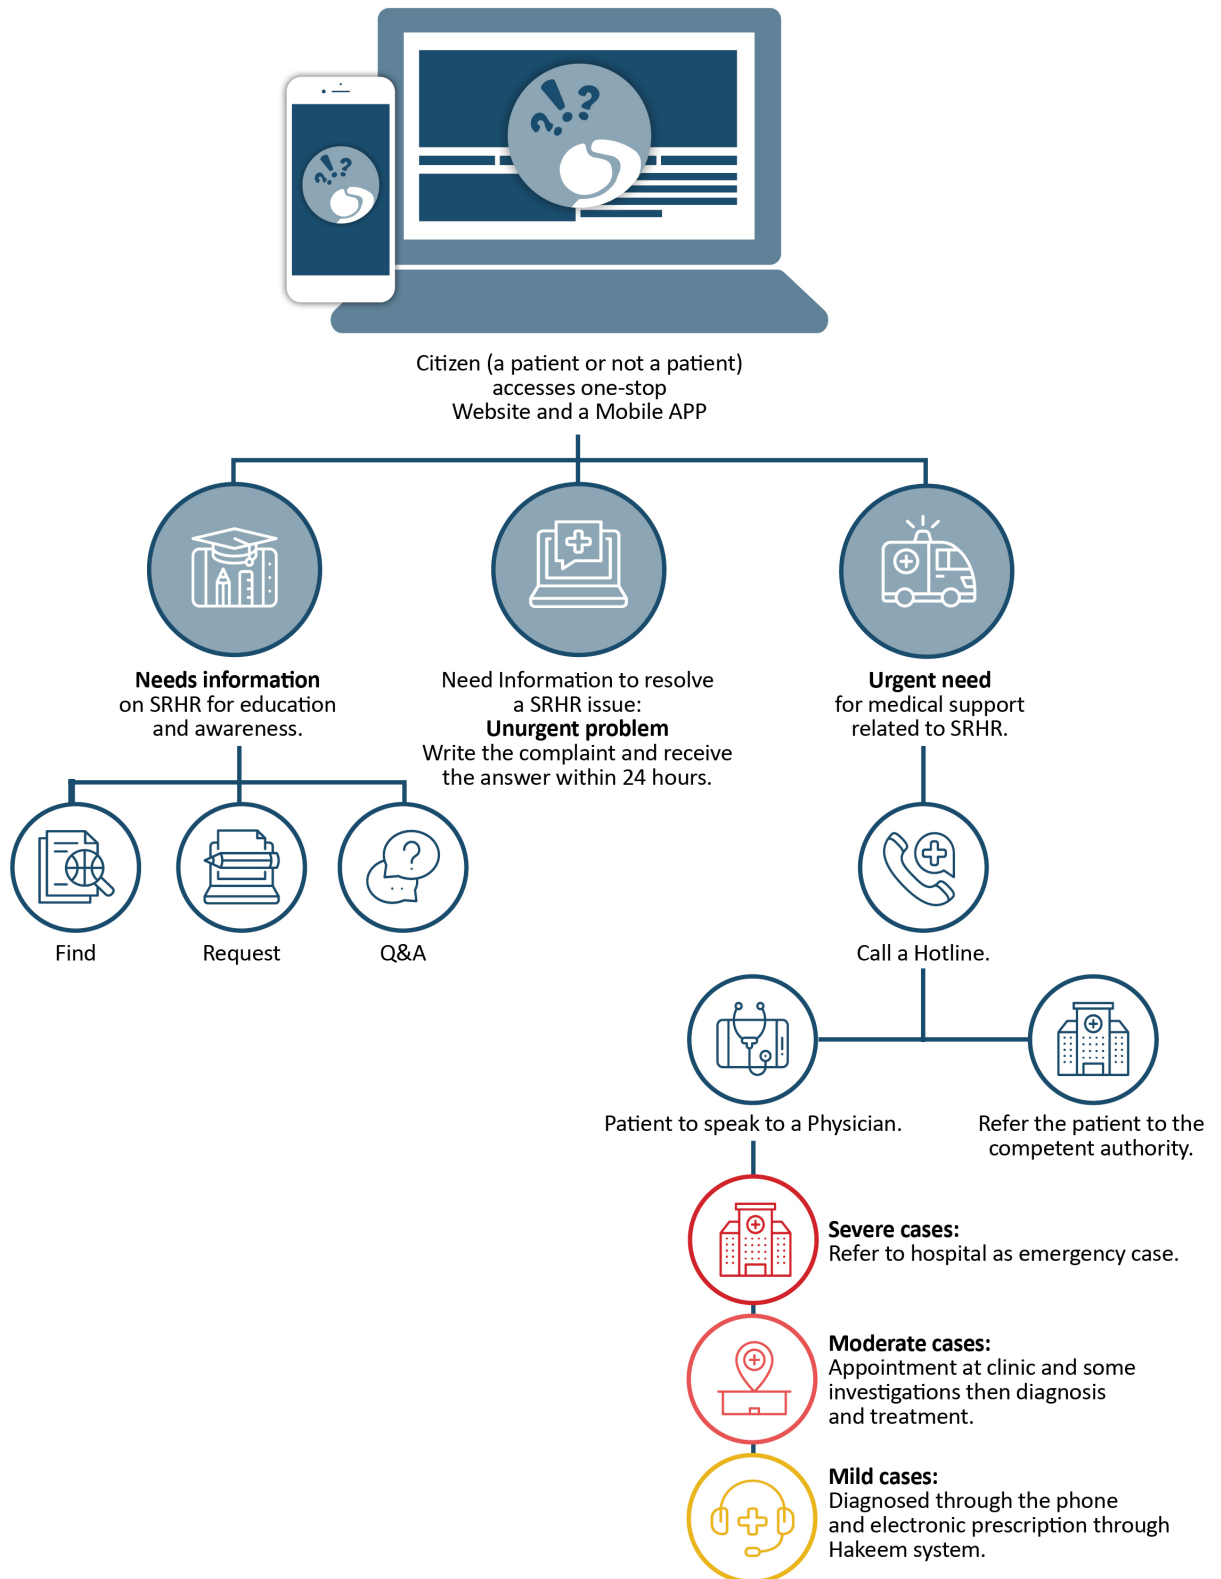 Citizen (a patient or not a patient)
accesses one-stop
Website and a Mobile APP
Needs information
on SRHR for education
and awareness.
Need Information to resolve
a SRHR issue:
Unurgent problem
Write the complaint and receive
the answer within 24 hours.
Urgent need
for medical support
related to SRHR.
Find
Request
Q&A
Call a Hotline.
Patient to speak to a Physician.
Refer the patient to the
competent authority.
Severe cases:
Refer to hospital as emergency case.
Moderate cases:
Appointment at clinic and some
investigations then diagnosis
and treatment.
Mild cases:
Diagnosed through the phone
and electronic prescription through
Hakeem system.